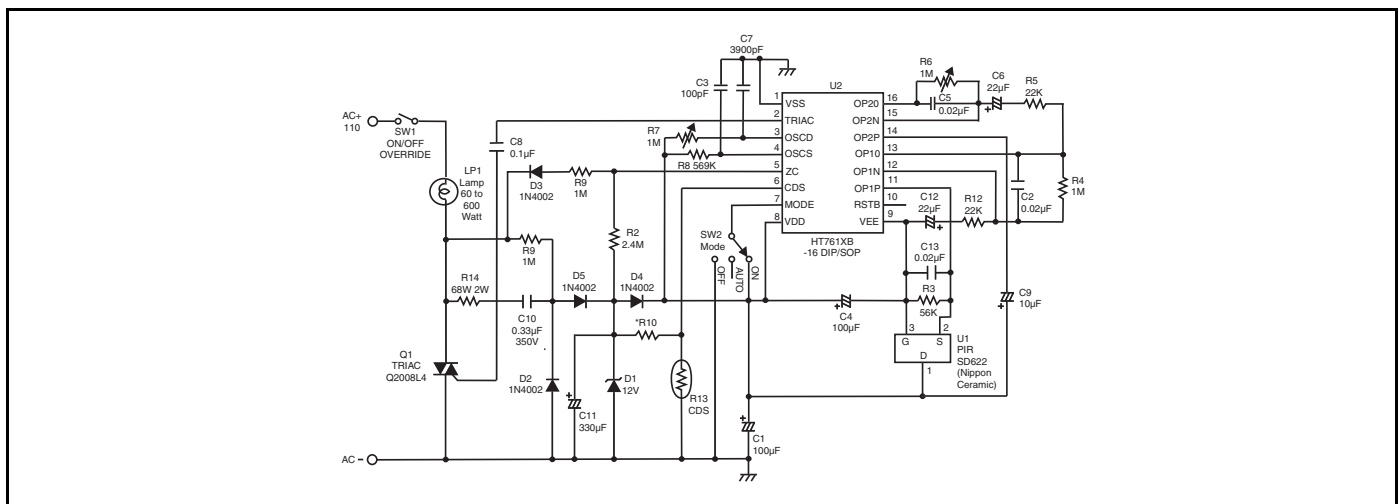 C7
3900pF
C3
100pF
R6
1M
C6
22µF
R5
22K
C5
0.02µF
U2
AC+
110
SW1
ON/OFF
OVERRIDE
C8
0.1µF
R7
1M
R8 569K
1
2
3
4
5
6
7
8
VSS
TRIAC
OSCD
OSCS
ZC
CDS
MODE
VDD
OP20
OP2N
OP2P
OP10
OP1N
OP1P
RSTB
VEE
16
15
14
13
12
11
10
9
HT761XB
-16 DIP/SOP
LP1
Lamp
60 to
600
Watt
D3
1N4002
R9
1M
R4
1M
C2
0.02µF
C12
22µF
R12
22K
R9
1M
R2
2.4M
SW2
Mode
OFF
AUTO
ON
C13
0.02µF
R14
68W 2W
C10
0.33µF
350V
D5
1N4002
D4
1N4002
C4
100µF
R3
56K
C9
10µF
*R10
3
2
G
S
D
1
U1
PIR
SD622
(Nippon
Ceramic)
Q1
TRIAC
Q2008L4
D2
1N4002
C11
330µF
D1
12V
R13
CDS
C1
100µF
AC -